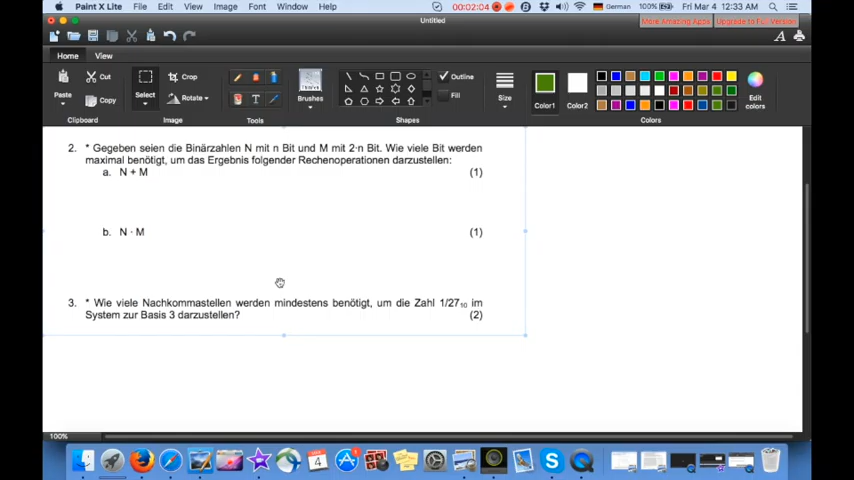 Paint X Lite File Edit View Image Font Window Help 00:02:04 German 100% Fri Mar 4 12:33 AM
Untitled
More Amazing Apps Upgrade to Full Version
Home View
Paste Cut Copy Select Crop Rotate Brushes Outline Fill Size Color1 Color2 Edit colors
Clipboard Image Tools Shapes Colors
2. * Gegeben seien die Binärzahlen N mit n Bit und M mit 2·n Bit. Wie viele Bit werden
maximal benötigt, um das Ergebnis folgender Rechenoperationen darzustellen:
a. N + M (1)
b. N · M (1)
3. * Wie viele Nachkommastellen werden mindestens benötigt, um die Zahl 1/27₁₀ im
System zur Basis 3 darzustellen? (2)
100%